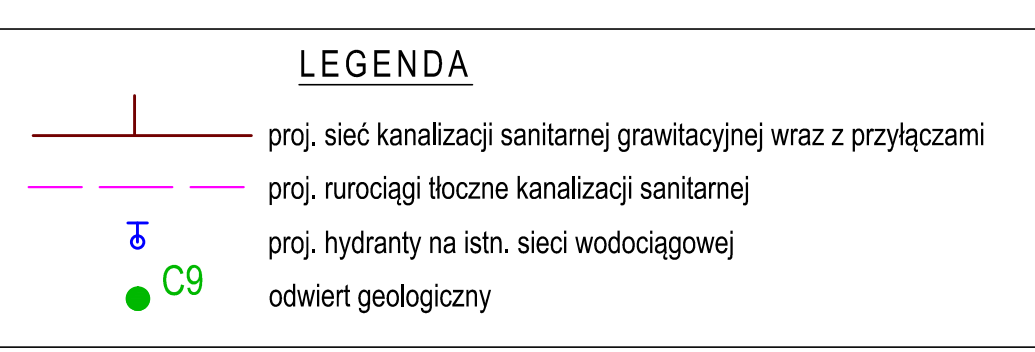 LEGENDA
proj. sieć kanalizacji sanitarnej grawitacyjnej wraz z przyłączami
proj. rurociągi tłoczne kanalizacji sanitarnej
proj. hydranty na istn. sieci wodociągowej
C9
odwiert geologiczny